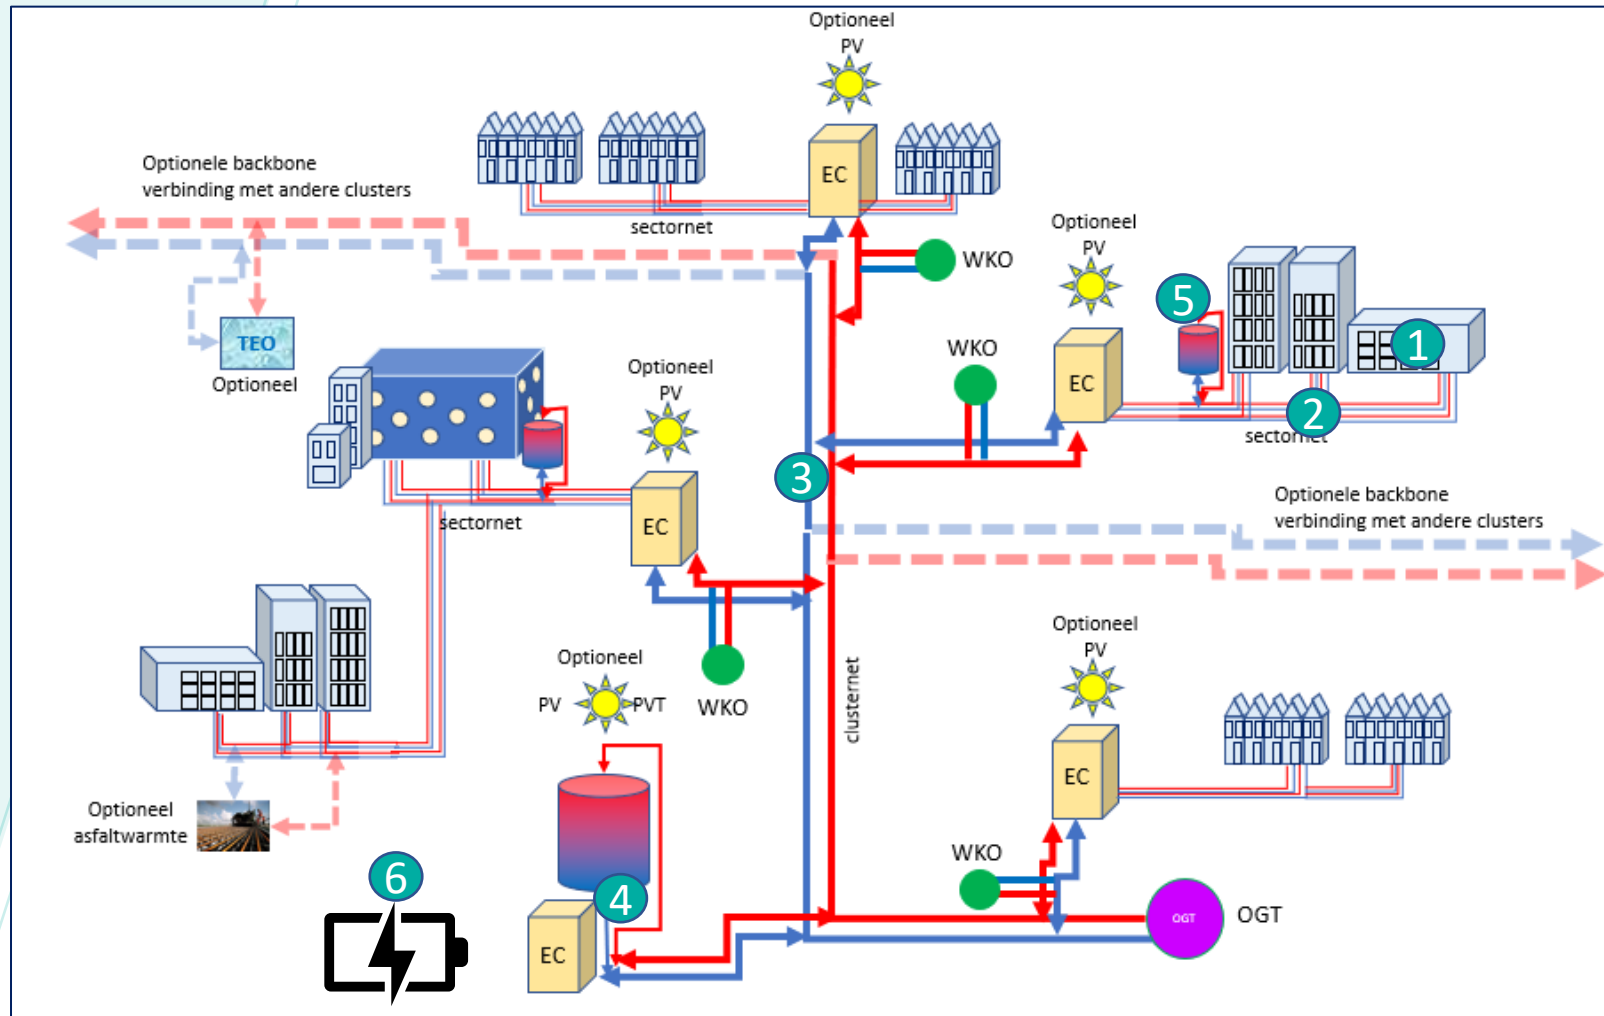 Optioneel
PV
EC
Optionele backbone
verbinding met andere clusters
sectornet
WKO
Optioneel
PV
5
1
EC
WKO
2
sectornet
TEO
Optioneel
Optioneel
PV
3
EC
sectornet
Optionele backbone
verbinding met andere clusters
WKO
clusternet
Optioneel
PV
PVT
Optioneel
PV
EC
WKO
Optioneel
asfaltwarmte
6
4
EC
OGT
OGT